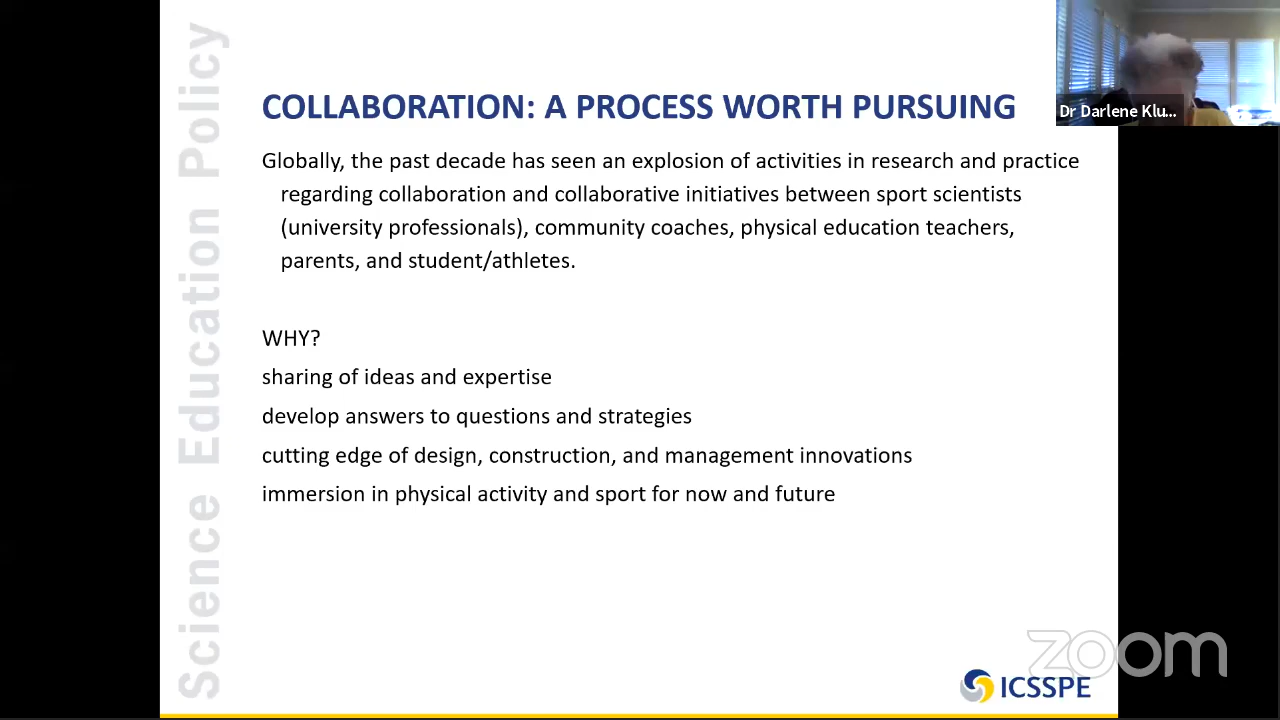 COLLABORATION: A PROCESS WORTH PURSUING
Dr Darlene Klu...
Globally, the past decade has seen an explosion of activities in research and practice
regarding collaboration and collaborative initiatives between sport scientists
(university professionals), community coaches, physical education teachers,
parents, and student/athletes.
WHY?
sharing of ideas and expertise
develop answers to questions and strategies
cutting edge of design, construction, and management innovations
immersion in physical activity and sport for now and future
Science Education Policy
zoom
ICSSPE